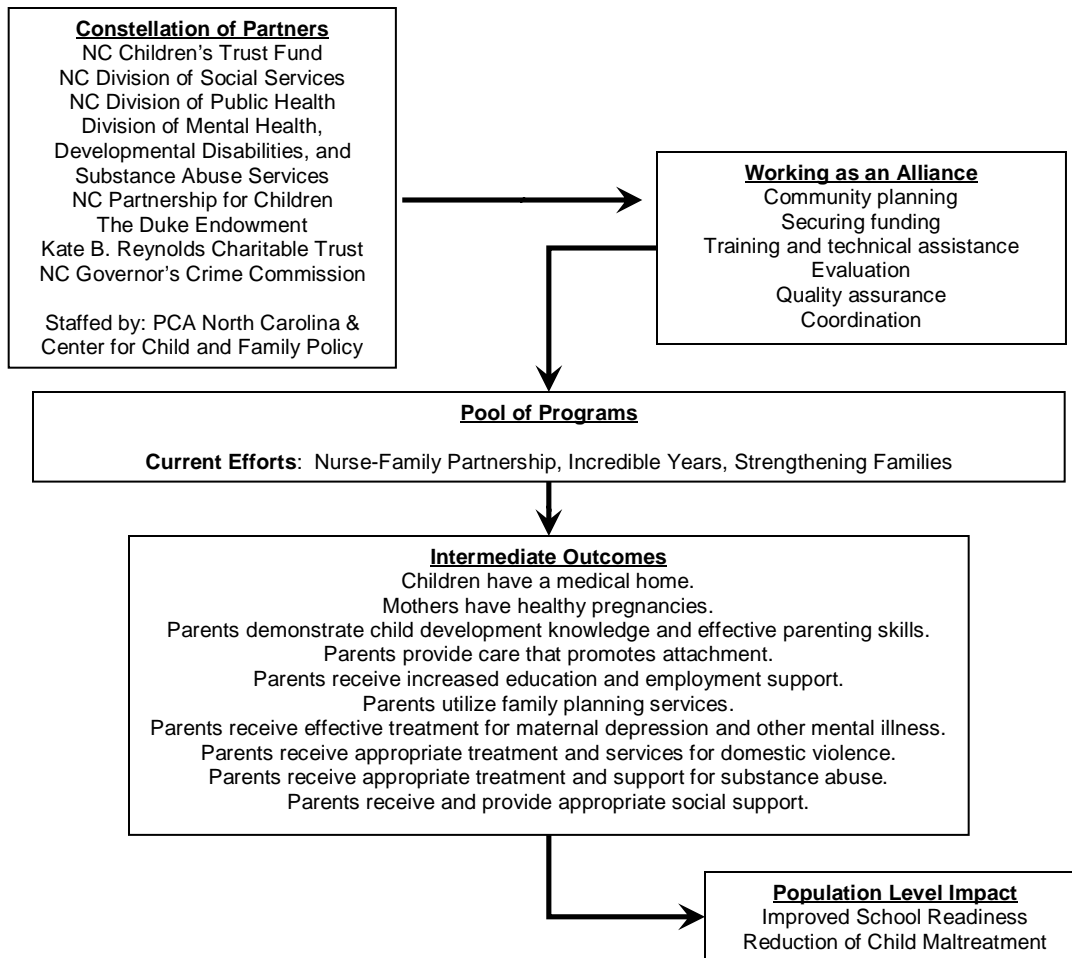 Constellation of Partners
NC Children’s Trust Fund
NC Division of Social Services
NC Division of Public Health
Division of Mental Health,
Developmental Disabilities, and
Substance Abuse Services
NC Partnership for Children
The Duke Endowment
Kate B. Reynolds Charitable Trust
NC Governor’s Crime Commission
Staffed by: PCA North Carolina &
Center for Child and Family Policy
Working as an Alliance
Community planning
Securing funding
Training and technical assistance
Evaluation
Quality assurance
Coordination
Pool of Programs
Current Efforts: Nurse-Family Partnership, Incredible Years, Strengthening Families
Intermediate Outcomes
Children have a medical home.
Mothers have healthy pregnancies.
Parents demonstrate child development knowledge and effective parenting skills.
Parents provide care that promotes attachment.
Parents receive increased education and employment support.
Parents utilize family planning services.
Parents receive effective treatment for maternal depression and other mental illness.
Parents receive appropriate treatment and services for domestic violence.
Parents receive appropriate treatment and support for substance abuse.
Parents receive and provide appropriate social support.
Population Level Impact
Improved School Readiness
Reduction of Child Maltreatment